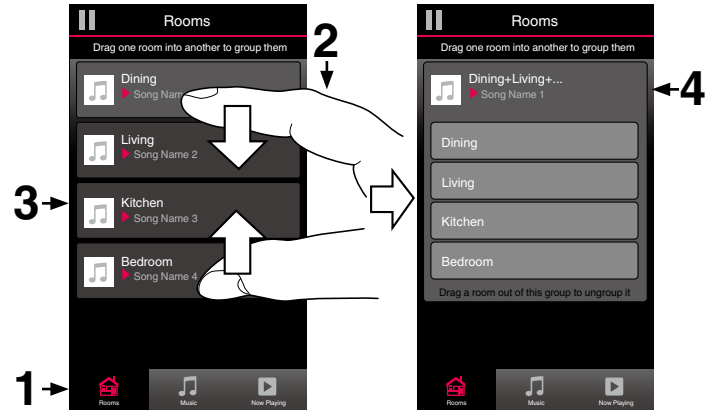 Rooms
Drag one room into another to group them
2
Dining
Song Nam
Living
Song Name 2
3
Kitchen
Song Name 3
Bedroom
Song Name 4
1
Rooms
Music
Now Playing
Rooms
Drag one room into another to group them
Dining+Living+...
Song Name 1
4
Dining
Living
Kitchen
Bedroom
Drag a room out of this group to ungroup it
Rooms
Music
Now Playing